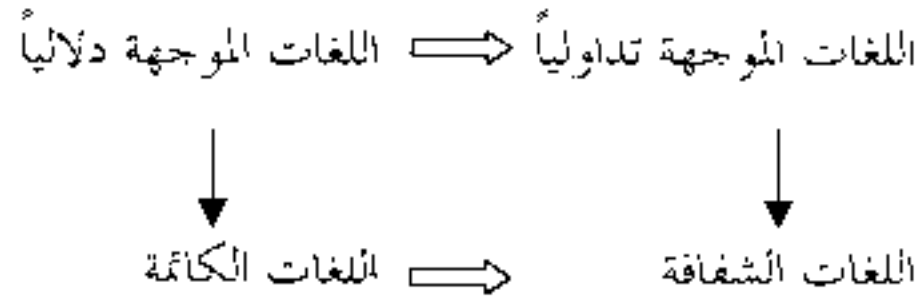 اللغات الموجهة تداولياً ⇒ اللغات الموجهة دلالياً
اللغات الشفافة ⇒ اللغات الكاتمة